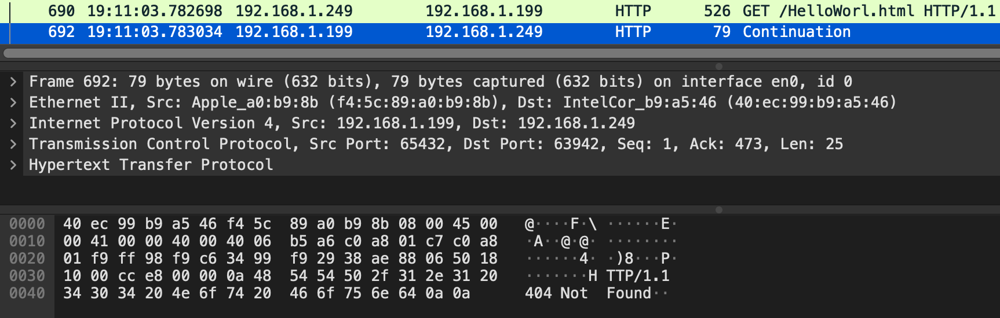 690 19:11:03.782698 192.168.1.249 192.168.1.199 HTTP 526 GET /HelloWorl.html HTTP/1.1
692 19:11:03.783034 192.168.1.199 192.168.1.249 HTTP 79 Continuation
Frame 692: 79 bytes on wire (632 bits), 79 bytes captured (632 bits) on interface en0, id 0
Ethernet II, Src: Apple_a0:b9:8b (f4:5c:89:a0:b9:8b), Dst: IntelCor_b9:a5:46 (40:ec:99:b9:a5:46)
Internet Protocol Version 4, Src: 192.168.1.199, Dst: 192.168.1.249
Transmission Control Protocol, Src Port: 65432, Dst Port: 63942, Seq: 1, Ack: 473, Len: 25
Hypertext Transfer Protocol
0000 40 ec 99 b9 a5 46 f4 5c 89 a0 b9 8b 08 00 45 00 @····F·\ ······E·
0010 00 41 00 00 40 00 40 06 b5 a6 c0 a8 01 c7 c0 a8 ·A··@·@· ········
0020 01 f9 ff 98 f9 c6 34 99 f9 29 38 ae 88 06 50 18 ······4· ·)8···P·
0030 10 00 cc e8 00 00 0a 48 54 54 50 2f 31 2e 31 20 ·······H TTP/1.1
0040 34 30 34 20 4e 6f 74 20 46 6f 75 6e 64 0a 0a 404 Not Found··